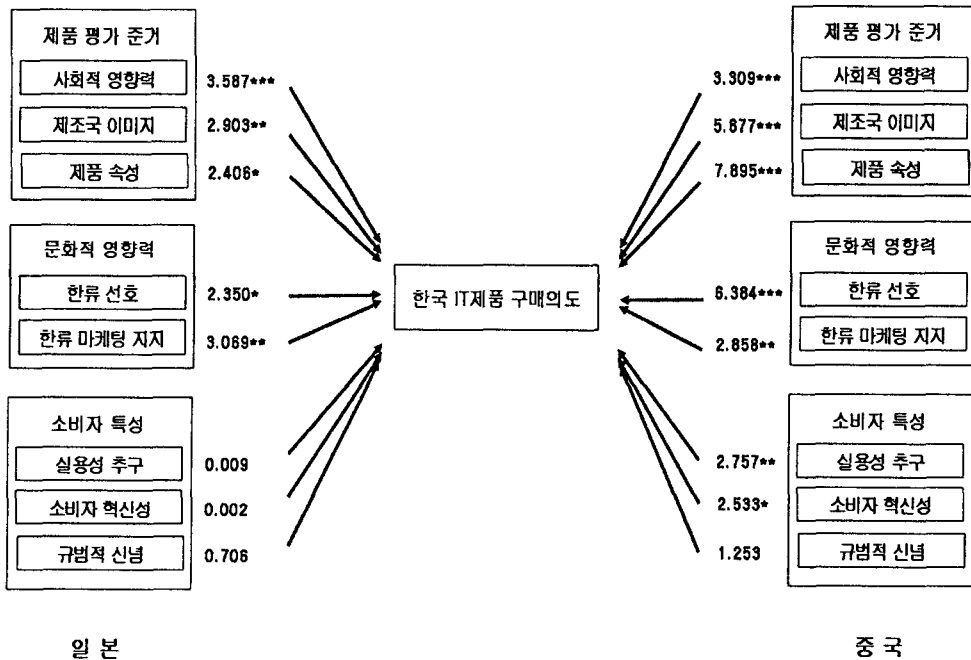 제품 평가 준거
사회적 영향력 3.587***
제조국 이미지 2.903**
제품 속성 2.406*
문화적 영향력
한류 선호 2.350*
한류 마케팅 지지 3.069**
소비자 특성
실용성 추구 0.009
소비자 혁신성 0.002
규범적 신념 0.706
일본
한국 IT제품 구매의도
제품 평가 준거
3.309*** 사회적 영향력
5.877*** 제조국 이미지
7.895*** 제품 속성
문화적 영향력
6.384*** 한류 선호
2.858** 한류 마케팅 지지
소비자 특성
2.757** 실용성 추구
2.533* 소비자 혁신성
1.253 규범적 신념
중국